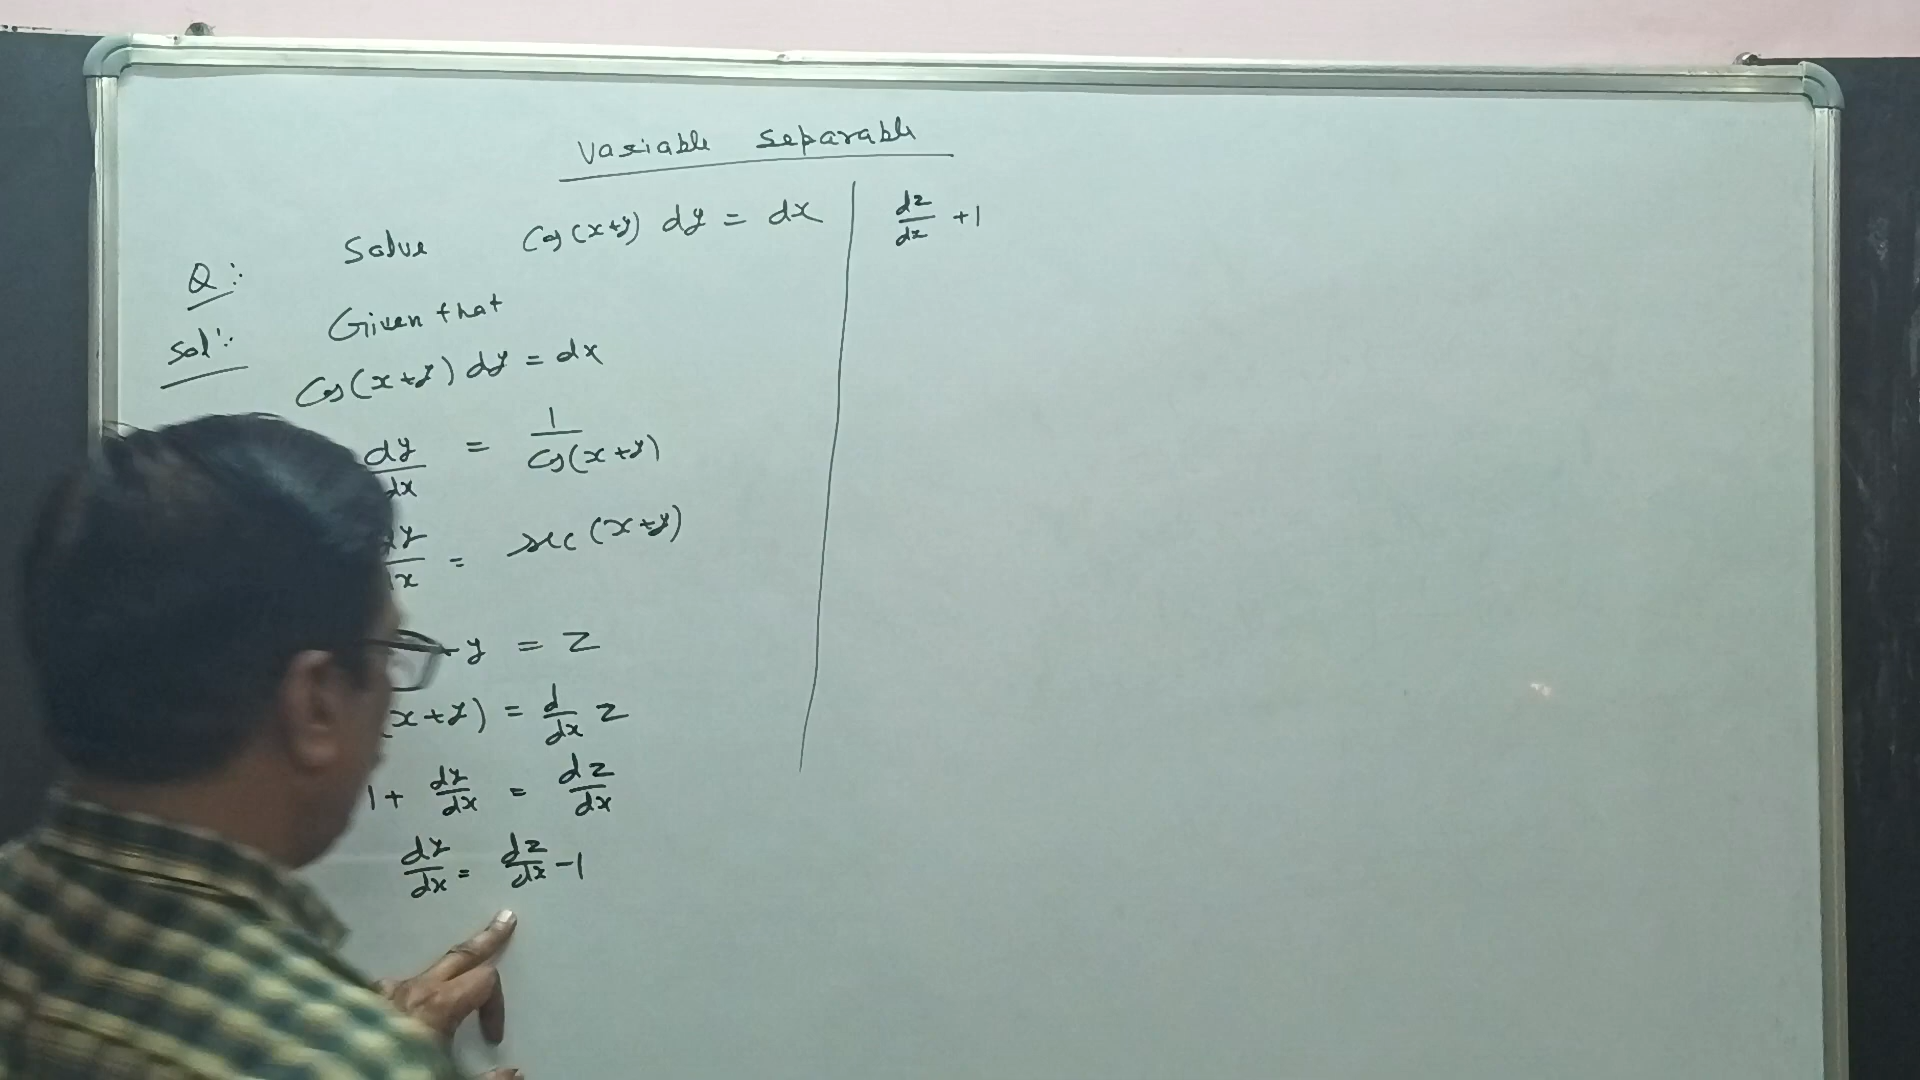 Variable separable
Q:. Solve Cos(x+y) dy = dx
Sol':. Given that
Cos(x+y) dy = dx
dy/dx = 1/Cos(x+y)
dy/dx = sec(x+y)
y = z
(x+y) = d/dx z
1 + dy/dx = dz/dx
dy/dx = dz/dx -1
dz/dx +1